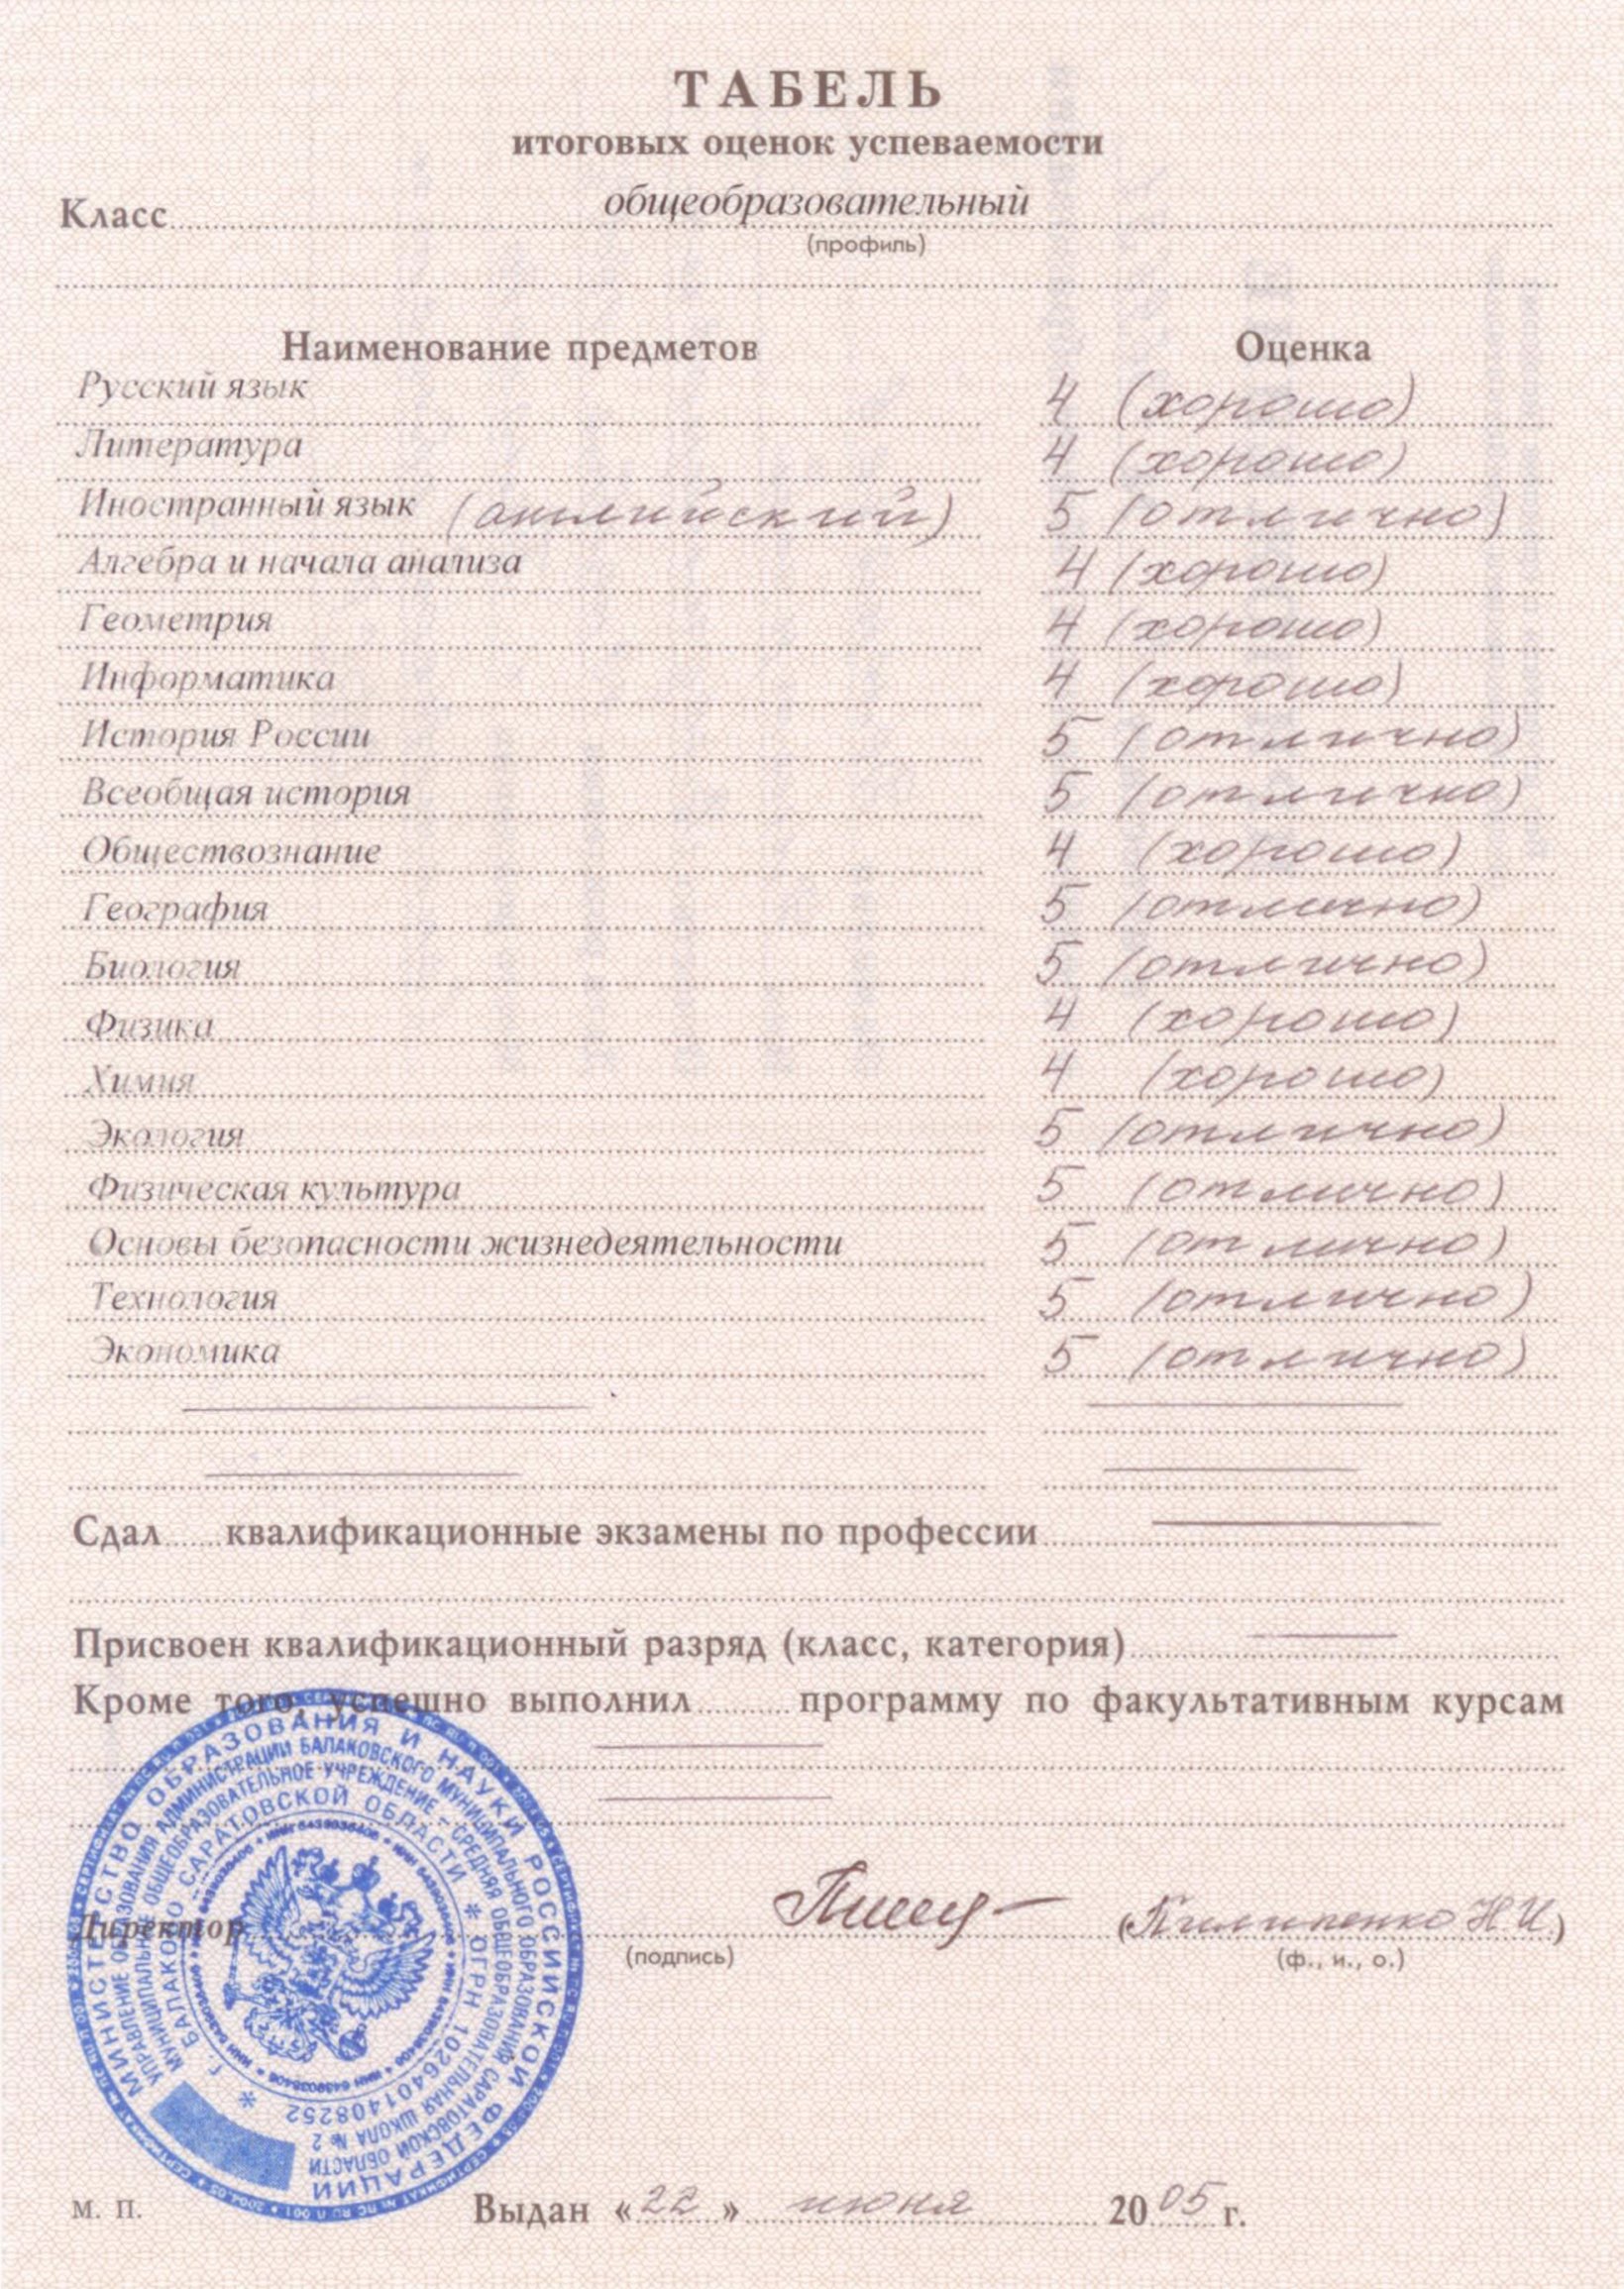 ТАБЕЛЬ
итоговых оценок успеваемости
Класс общеобразовательный
(профиль)
Наименование предметов Оценка
Русский язык 4 (хорошо)
Литература 4 (хорошо)
Иностранный язык (английский) 5 (отлично)
Алгебра и начала анализа 4 (хорошо)
Геометрия 4 (хорошо)
Информатика 4 (хорошо)
История России 5 (отлично)
Всеобщая история 5 (отлично)
Обществознание 4 (хорошо)
География 5 (отлично)
Биология 5 (отлично)
Физика 4 (хорошо)
Химия 4 (хорошо)
Экология 5 (отлично)
Физическая культура 5 (отлично)
Основы безопасности жизнедеятельности 5 (отлично)
Технология 5 (отлично)
Экономика 5 (отлично)
Сдал квалификационные экзамены по профессии
Присвоен квалификационный разряд (класс, категория)
Кроме того, успешно выполнил программу по факультативным курсам
МИНИСТЕРСТВО ОБРАЗОВАНИЯ И НАУКИ РОССИЙСКОЙ ФЕДЕРАЦИИ
УПРАВЛЕНИЕ ОБРАЗОВАНИЯ АДМИНИСТРАЦИИ БАЛАКОВСКОГО МУНИЦИПАЛЬНОГО ОБРАЗОВАНИЯ САРАТОВСКОЙ ОБЛАСТИ
МУНИЦИПАЛЬНОЕ ОБЩЕОБРАЗОВАТЕЛЬНОЕ УЧРЕЖДЕНИЕ – СРЕДНЯЯ ОБЩЕОБРАЗОВАТЕЛЬНАЯ ШКОЛА № 2
г. БАЛАКОВО САРАТОВСКОЙ ОБЛАСТИ * ОГРН 1026401408252 *
Директор (Пилипенко Н.И.)
(подпись) (ф., и., о.)
М. П. Выдан «22» июня 2005 г.